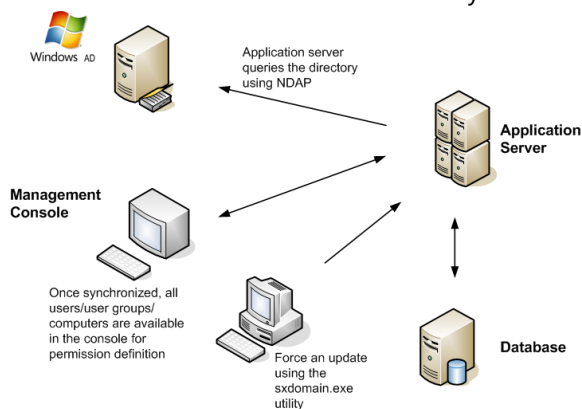 Windows AD
Application server
queries the directory
using NDAP
Application
Server
Management
Console
Once synchronized, all
users/user groups/
computers are available
in the console for
permission definition
Force an update
using the
sxdomain.exe
utility
Database